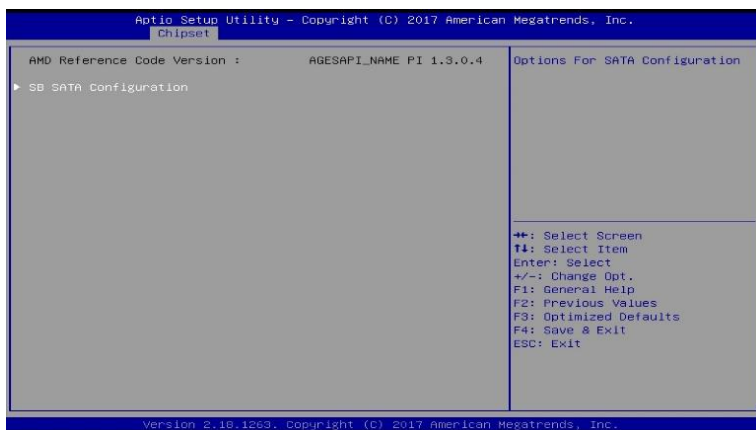 Aptio Setup Utility – Copyright (C) 2017 American Megatrends, Inc.
Chipset
AMD Reference Code Version : AGESAPI_NAME PI 1.3.0.4
► SB SATA Configuration
Options For SATA Configuration
→←: Select Screen
↑↓: Select Item
Enter: Select
+/-: Change Opt.
F1: General Help
F2: Previous Values
F3: Optimized Defaults
F4: Save & Exit
ESC: Exit
Version 2.18.1263. Copyright (C) 2017 American Megatrends, Inc.